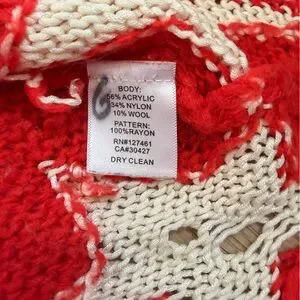 BODY:
56% ACRYLIC
34% NYLON
10% WOOL
PATTERN:
100%RAYON
RN#127461
CA#30427
DRY CLEAN